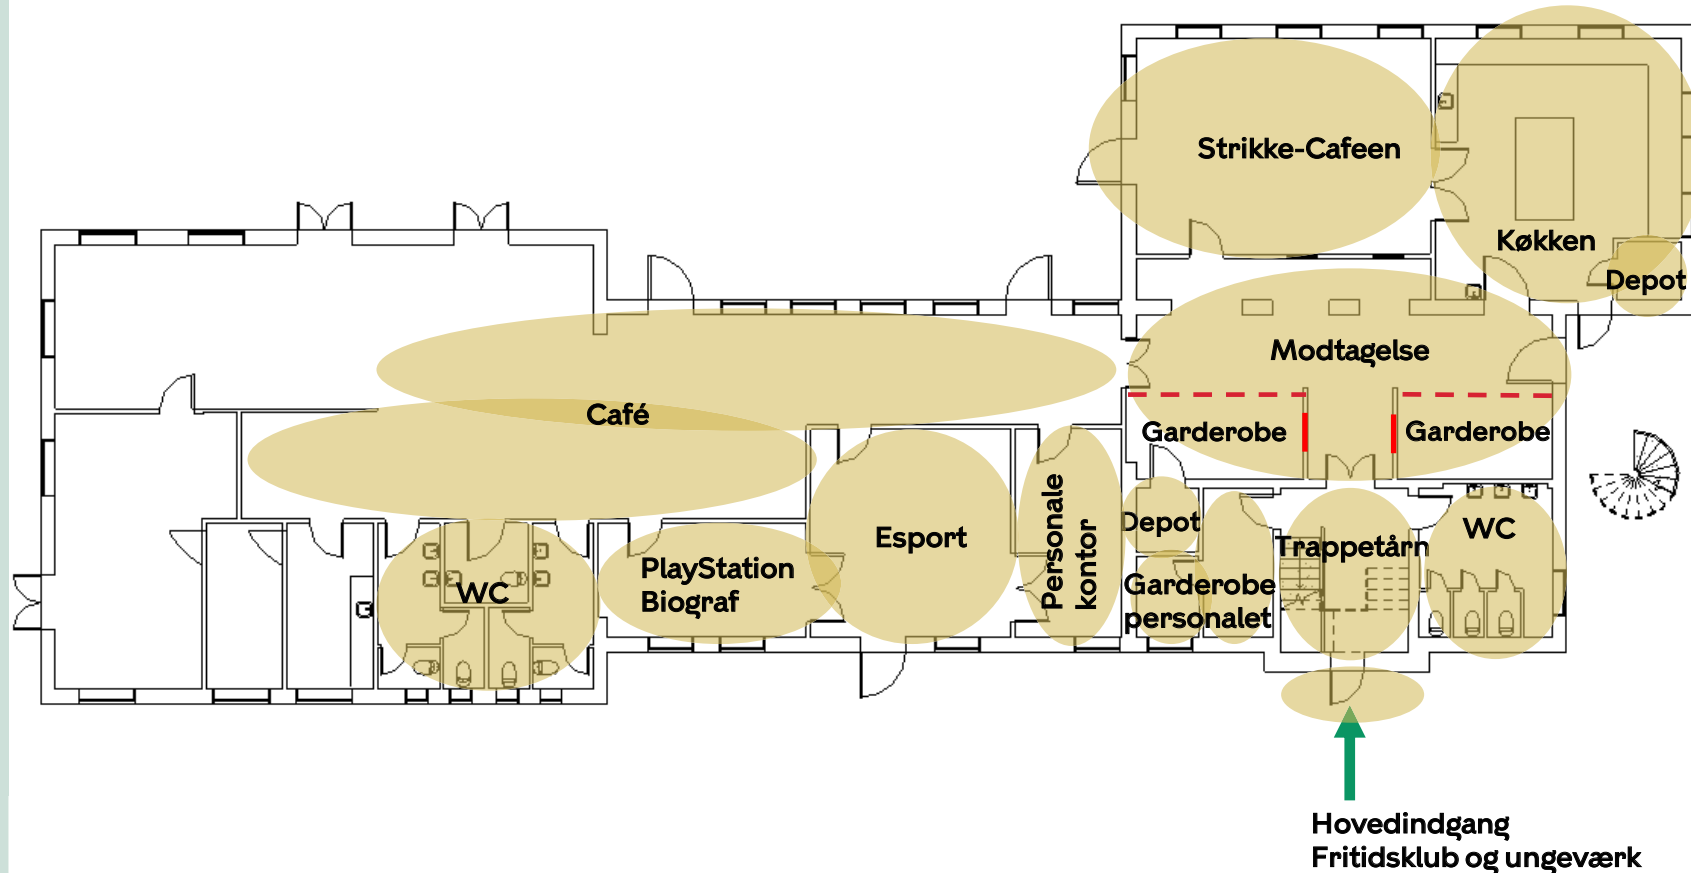 Strikke-Cafeen
Køkken
Depot
Modtagelse
Café
Garderobe
Garderobe
Esport
Personale
kontor
Depot
Trappetårn
WC
PlayStation
Biograf
WC
Garderobe
personalet
Hovedindgang
Fritidsklub og ungeværk